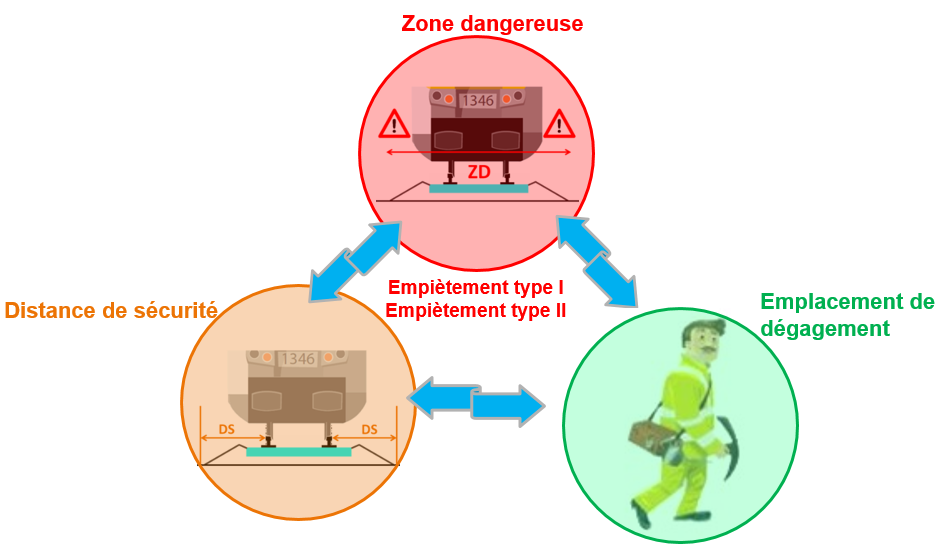 Zone dangereuse
1346
!
!
ZD
Empiètement type I
Empiètement type II
Distance de sécurité
Emplacement de
dégagement
1346
DS
DS